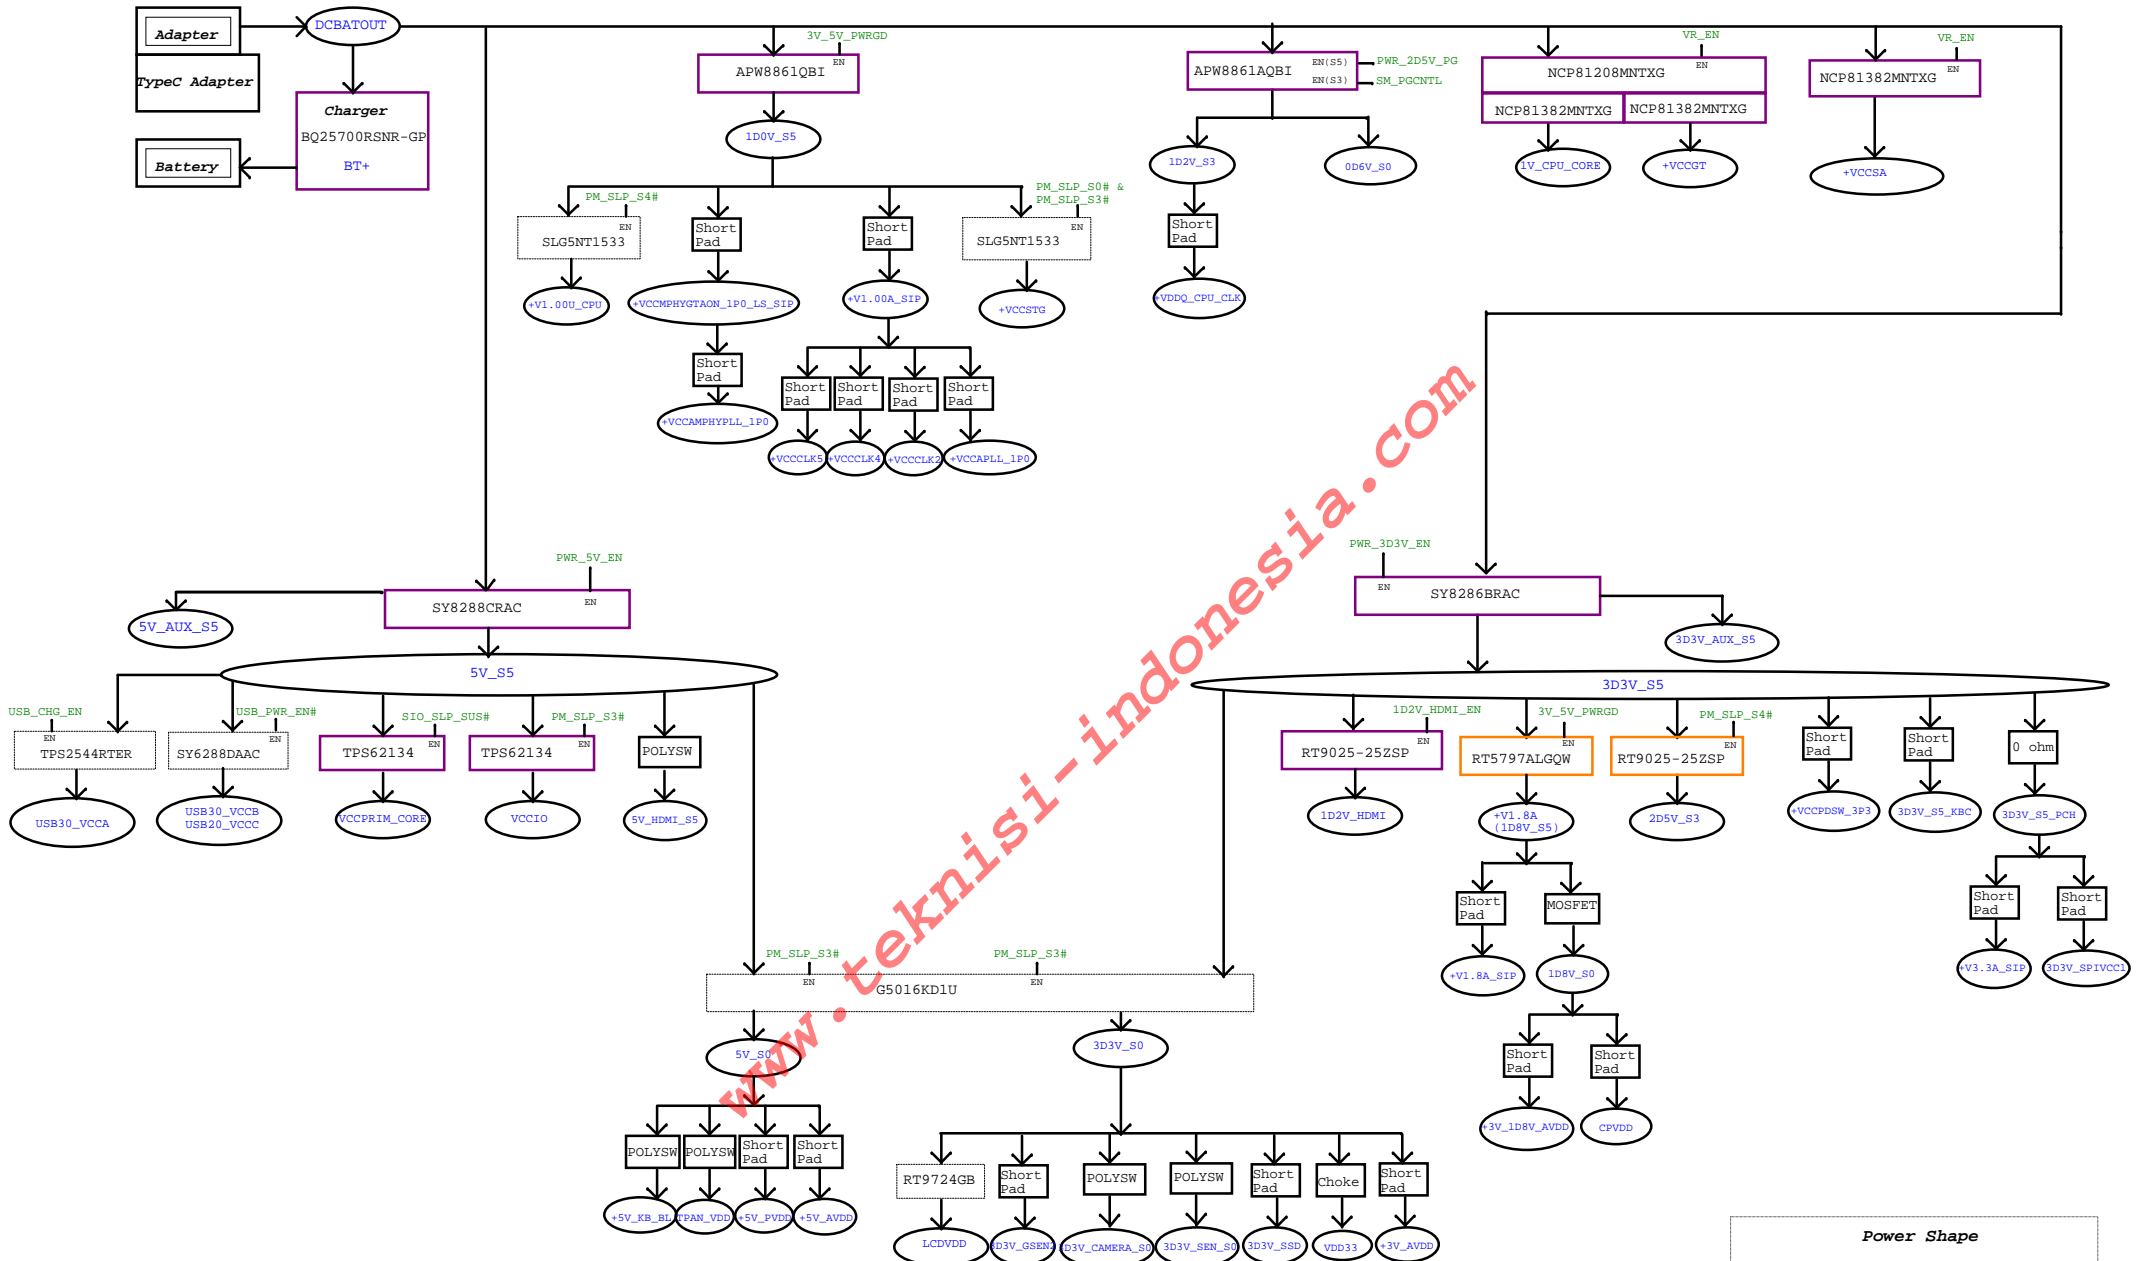 Adapter
TypeC Adapter
DCBATOUT
Charger
BQ25700RSNR-GP
BT+
Battery
3V_5V_PWRGD
EN
APW8861QBI
1D0V_S5
PM_SLP_S4#
EN
SLG5NT1533
+V1.00U_CPU
Short
Pad
+VCCMPHYGTAON_1P0_LS_SIP
Short
Pad
+VCCAMPHYPLL_1P0
Short
Pad
+V1.00A_SIP
Short
Pad
Short
Pad
Short
Pad
Short
Pad
+VCCCLK5
+VCCCLK4
+VCCCLK2
+VCCAPLL_1P0
PM_SLP_S0# &
PM_SLP_S3#
EN
SLG5NT1533
+VCCSTG
APW8861AQBI
EN(S5)
EN(S3)
PWR_2D5V_PG
SM_PGCNTL
1D2V_S3
0D6V_S0
Short
Pad
+VDDQ_CPU_CLK
VR_EN
EN
NCP81208MNTXG
NCP81382MNTXG
NCP81382MNTXG
1V_CPU_CORE
+VCCGT
VR_EN
EN
NCP81382MNTXG
+VCCSA
PWR_5V_EN
EN
SY8288CRAC
5V_AUX_S5
5V_S5
USB_CHG_EN
EN
TPS2544RTER
USB30_VCCA
USB_PWR_EN#
EN
SY6288DAAC
USB30_VCCB
USB20_VCCC
SIO_SLP_SUS#
EN
TPS62134
VCCPRIM_CORE
PM_SLP_S3#
EN
TPS62134
VCCIO
POLYSW
5V_HDMI_S5
PWR_3D3V_EN
EN
SY8286BRAC
3D3V_AUX_S5
3D3V_S5
1D2V_HDMI_EN
EN
RT9025-25ZSP
1D2V_HDMI
3V_5V_PWRGD
EN
RT5797ALGQW
+V1.8A
(1D8V_S5)
Short
Pad
MOSFET
+V1.8A_SIP
1D8V_S0
Short
Pad
Short
Pad
+3V_1D8V_AVDD
CPVDD
PM_SLP_S4#
EN
RT9025-25ZSP
2D5V_S3
Short
Pad
+VCCPDSW_3P3
Short
Pad
3D3V_S5_KBC
0 ohm
3D3V_S5_PCH
Short
Pad
Short
Pad
+V3.3A_SIP
3D3V_SPIVCC1
PM_SLP_S3#
EN
PM_SLP_S3#
EN
G5016KD1U
5V_S0
3D3V_S0
POLYSW
POLYSW
Short
Pad
Short
Pad
+5V_KB_BL
TPAN_VDD
+5V_PVDD
+5V_AVDD
RT9724GB
Short
Pad
POLYSW
POLYSW
Short
Pad
Choke
Short
Pad
LCDVDD
3D3V_GSEN2
3D3V_CAMERA_S0
3D3V_SEN_S0
3D3V_SSD
VDD33
+3V_AVDD
Power Shape
www.teknisi-indonesia.com